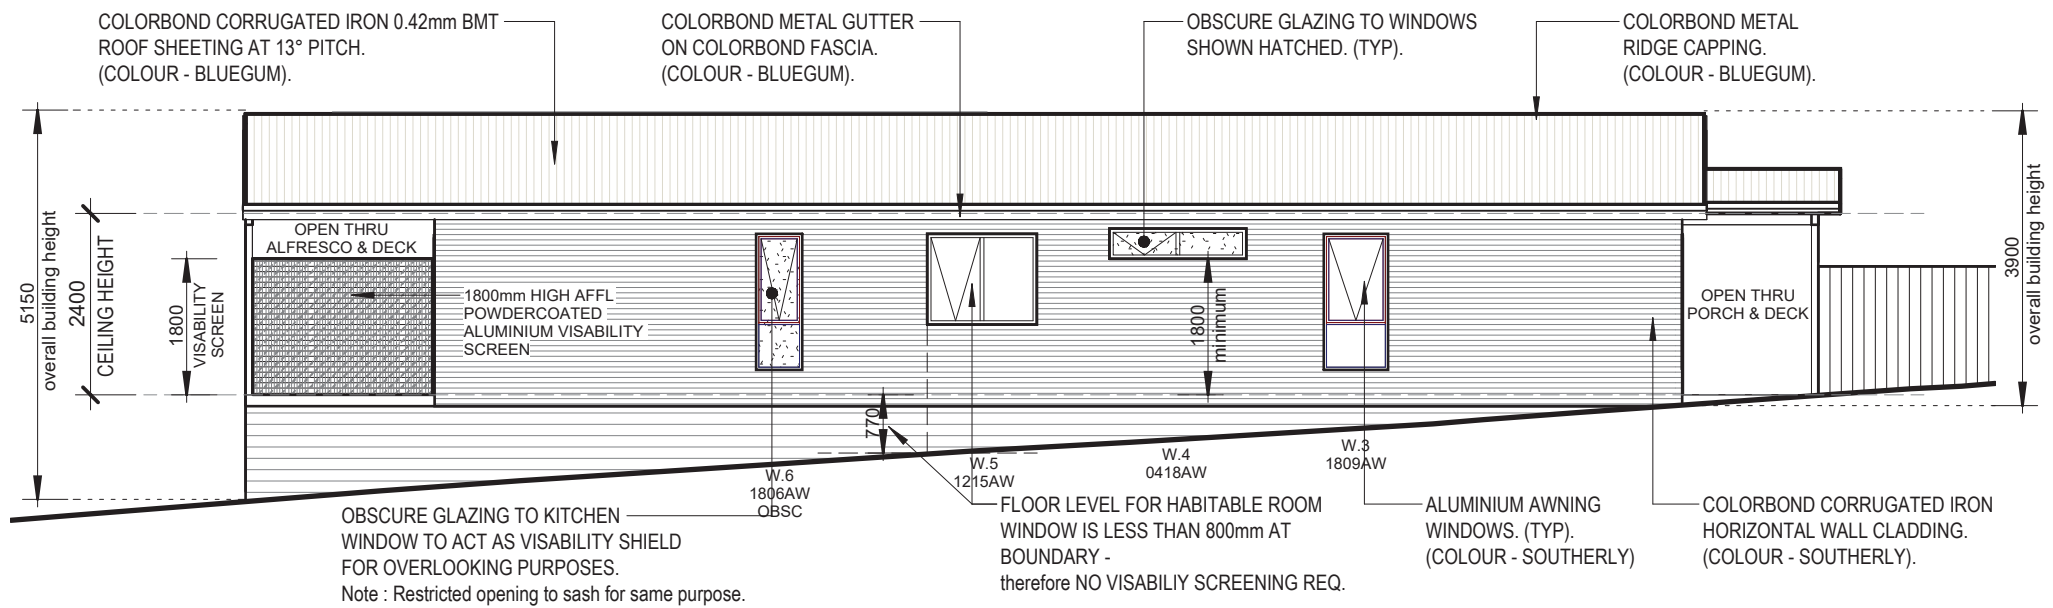 COLORBOND CORRUGATED IRON 0.42mm BMT
ROOF SHEETING AT 13° PITCH.
(COLOUR - BLUEGUM).
COLORBOND METAL GUTTER
ON COLORBOND FASCIA.
(COLOUR - BLUEGUM).
OBSCURE GLAZING TO WINDOWS
SHOWN HATCHED. (TYP).
COLORBOND METAL
RIDGE CAPPING.
(COLOUR - BLUEGUM).
5150
overall building height
2400
CEILING HEIGHT
1800
VISABILITY
SCREEN
OPEN THRU
ALFRESCO & DECK
1800mm HIGH AFFL
POWDERCOATED
ALUMINIUM VISABILITY
SCREEN
770
1800
minimum
OPEN THRU
PORCH & DECK
3900
overall building height
W.6
1806AW
OBSC
W.5
1215AW
W.4
0418AW
W.3
1809AW
OBSCURE GLAZING TO KITCHEN
WINDOW TO ACT AS VISABILITY SHIELD
FOR OVERLOOKING PURPOSES.
Note : Restricted opening to sash for same purpose.
FLOOR LEVEL FOR HABITABLE ROOM
WINDOW IS LESS THAN 800mm AT
BOUNDARY -
therefore NO VISABILIY SCREENING REQ.
ALUMINIUM AWNING
WINDOWS. (TYP).
(COLOUR - SOUTHERLY)
COLORBOND CORRUGATED IRON
HORIZONTAL WALL CLADDING.
(COLOUR - SOUTHERLY).